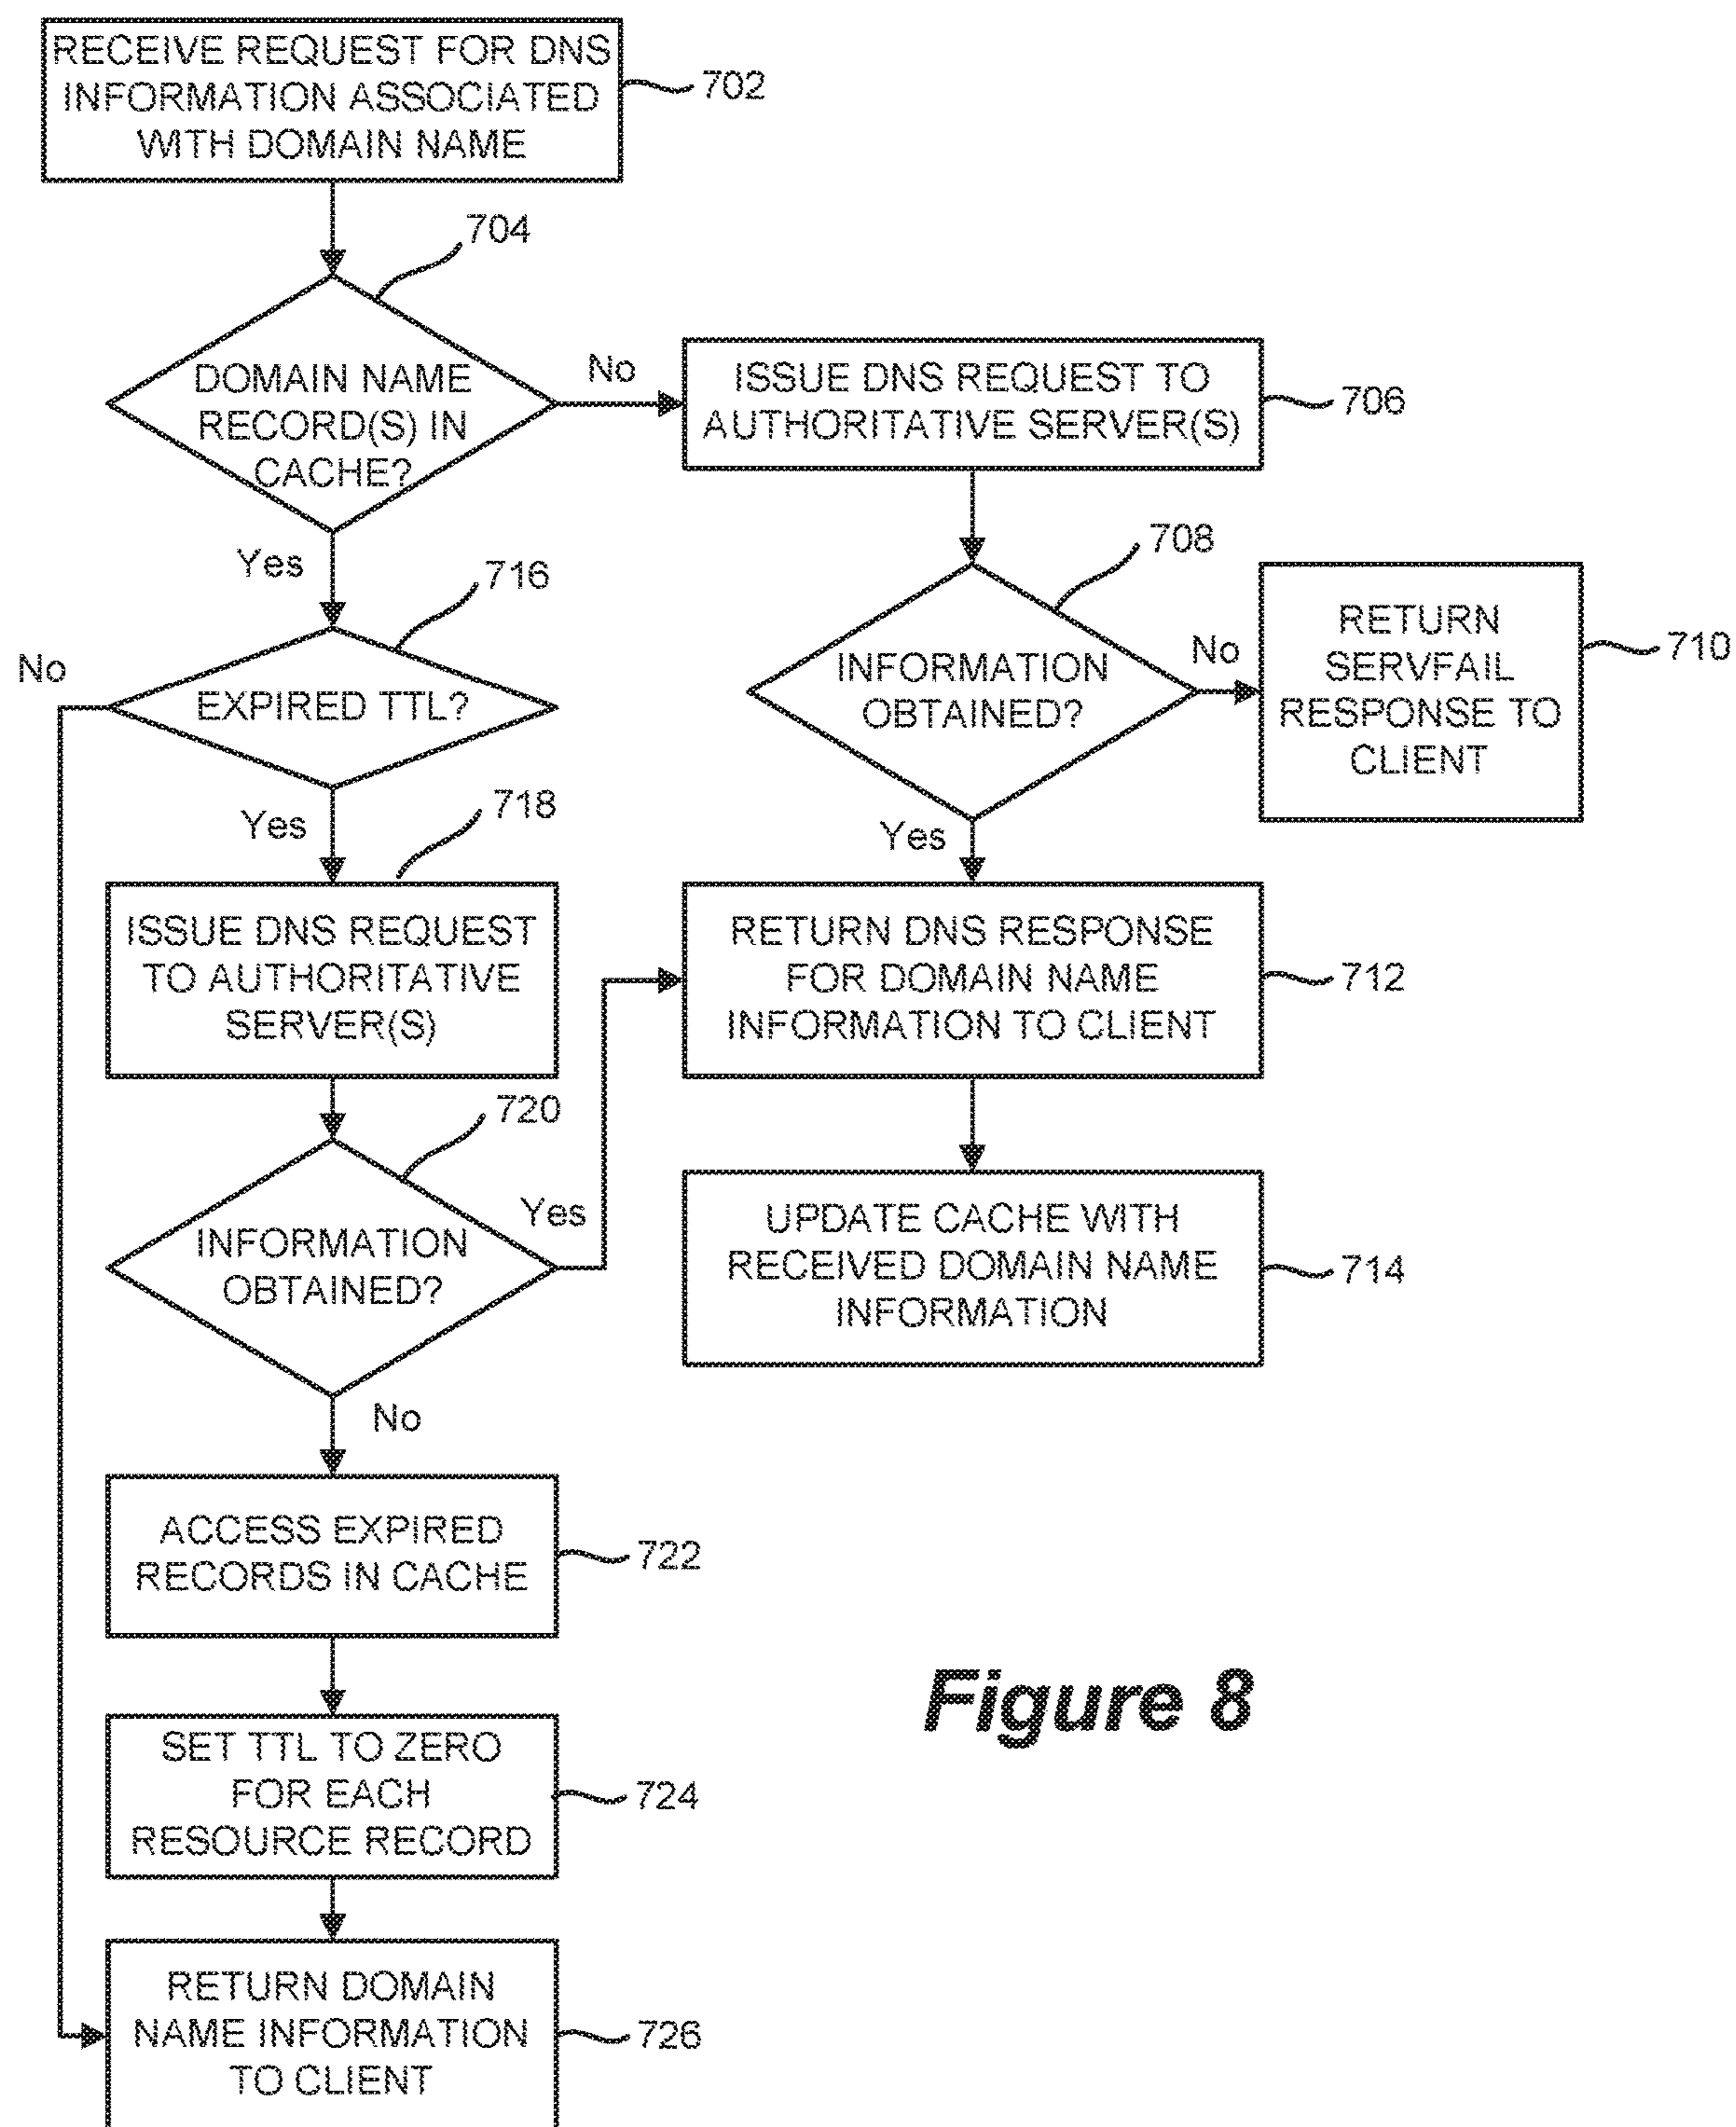 RECEIVE REQUEST FOR DNS
INFORMATION ASSOCIATED
WITH DOMAIN NAME
702
704
DOMAIN NAME
RECORD(S) IN
CACHE?
No
ISSUE DNS REQUEST TO
AUTHORITATIVE SERVER(S)
706
Yes
708
716
EXPIRED TTL?
No
INFORMATION
OBTAINED?
No
RETURN
SERVFAIL
RESPONSE TO
CLIENT
710
Yes
718
Yes
ISSUE DNS REQUEST
TO AUTHORITATIVE
SERVER(S)
RETURN DNS RESPONSE
FOR DOMAIN NAME
INFORMATION TO CLIENT
712
720
INFORMATION
OBTAINED?
Yes
UPDATE CACHE WITH
RECEIVED DOMAIN NAME
INFORMATION
714
No
ACCESS EXPIRED
RECORDS IN CACHE
722
SET TTL TO ZERO
FOR EACH
RESOURCE RECORD
724
Figure 8
RETURN DOMAIN
NAME INFORMATION
TO CLIENT
726